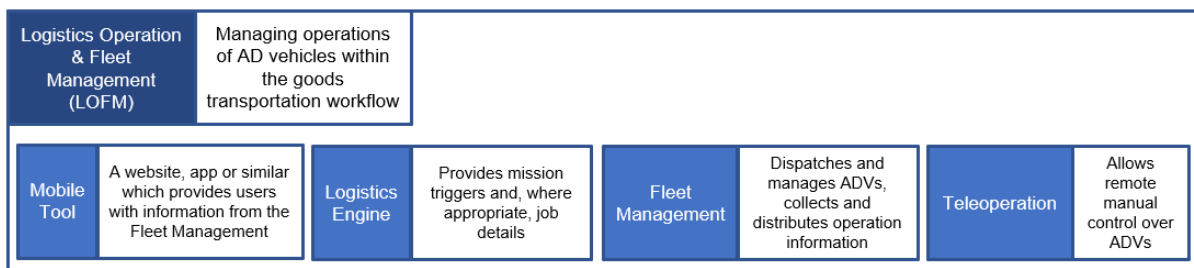 Logistics Operation
& Fleet
Management
(LOFM)
Managing operations
of AD vehicles within
the goods
transportation workflow
Mobile
Tool
A website, app or similar
which provides users
with information from the
Fleet Management
Logistics
Engine
Provides mission
triggers and, where
appropriate, job
details
Fleet
Management
Dispatches and
manages ADVs,
collects and
distributes operation
information
Teleoperation
Allows
remote
manual
control over
ADVs